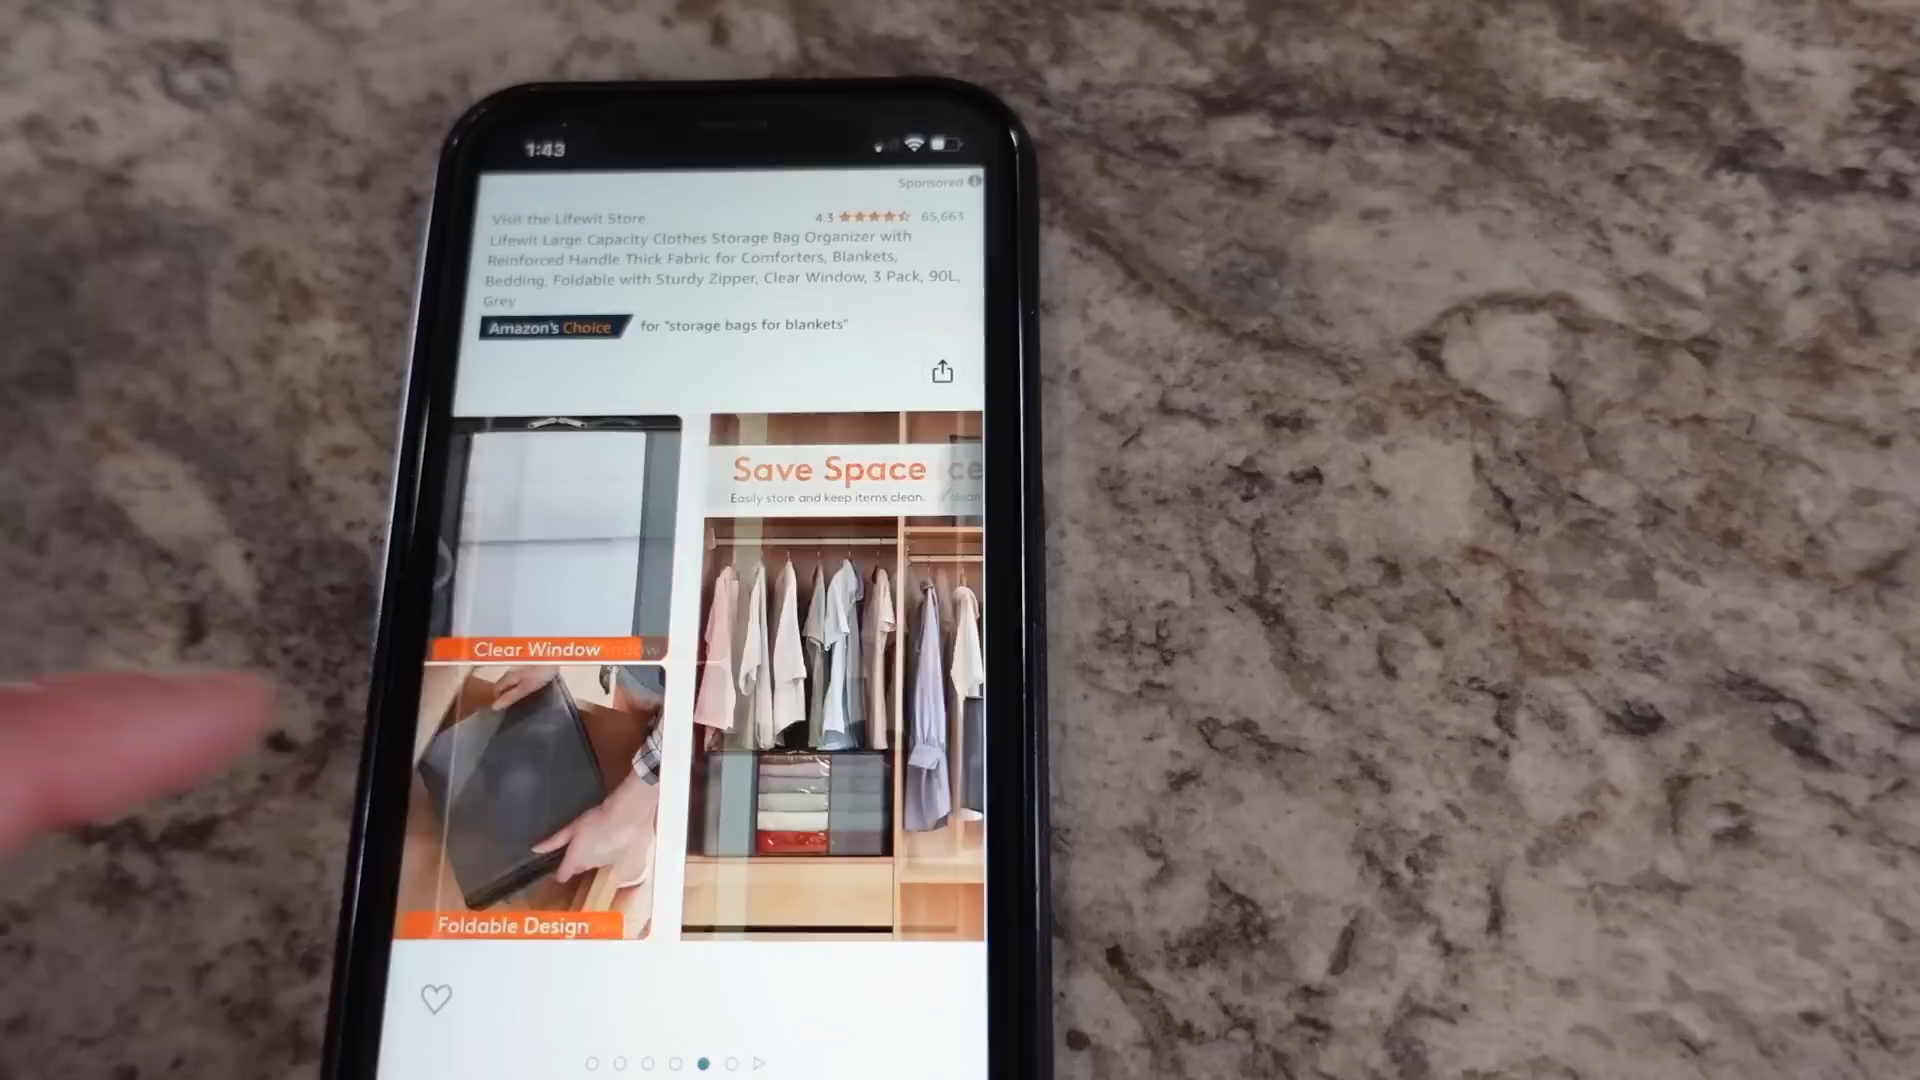 1:43
Sponsored
Visit the Lifewit Store
4.3 65,663
Lifewit Large Capacity Clothes Storage Bag Organizer with
Reinforced Handle Thick Fabric for Comforters, Blankets,
Bedding, Foldable with Sturdy Zipper, Clear Window, 3 Pack, 90L,
Grey
Amazon's Choice for "storage bags for blankets"
Save Space
Easily store and keep items clean.
Clear Window
Foldable Design